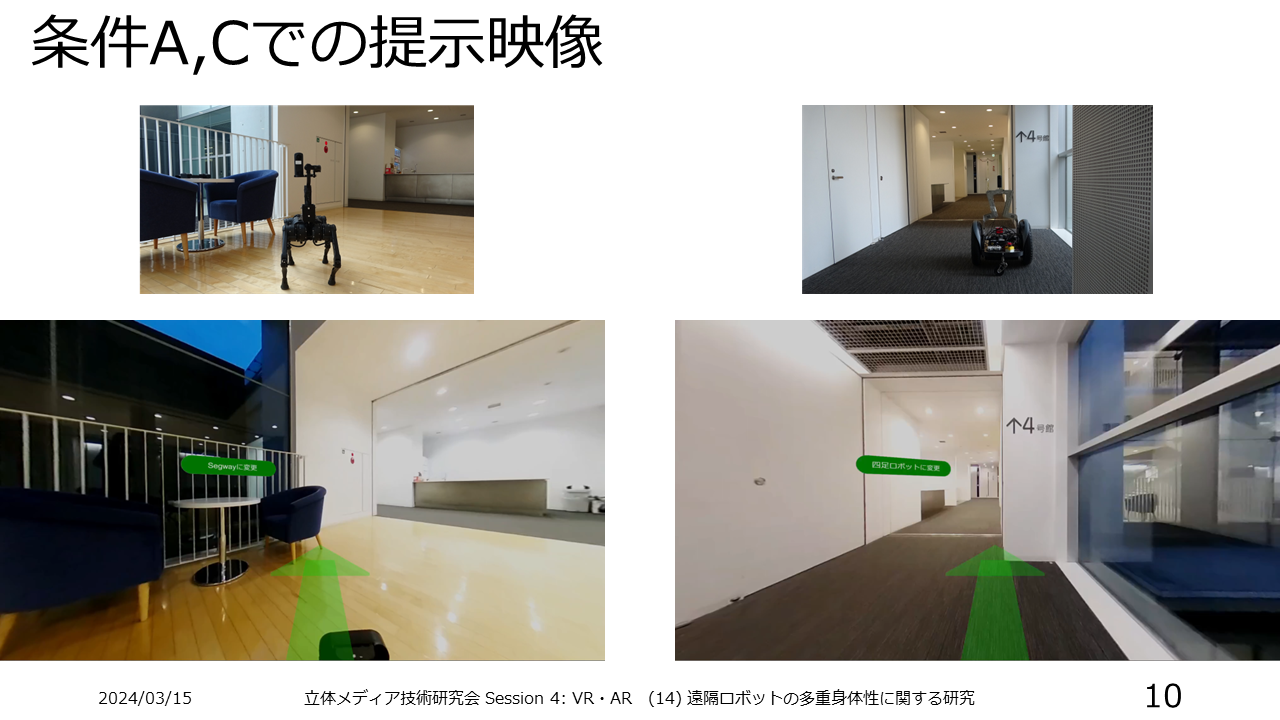 条件A,Cでの提示映像
↑4号館
Segwayに変更
四足ロボットに変更
↑4号館
2024/03/15
立体メディア技術研究会 Session 4: VR・AR (14) 遠隔ロボットの多重身体性に関する研究
10